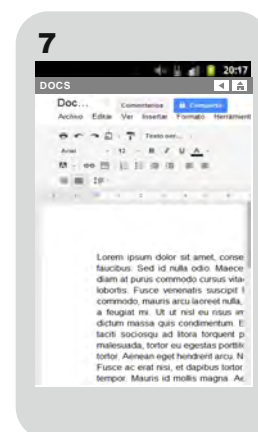 7
20:17
DOCS
Doc...
Comentarios
Compartir
Archivo Editar Ver Insertar Formato Herramient
Texto nor...
Arial 12 B I U A
Lorem ipsum dolor sit amet, conse
faucibus. Sed id nulla odio. Maece
diam at purus commodo cursus vita
lobortis. Fusce venenatis suscipit
commodo, mauris arcu laoreet nulla,
a feugiat mi. Ut ut nisl eu risus
dictum massa quis condimentum. E
taciti sociosqu ad litora torquent p
malesuada, tortor eu egestas porttit
tortor. Aenean eget hendrerit arcu. N
Fusce ac erat nisi, et dapibus tortor
tempor. Mauris id mollis magna. Ae